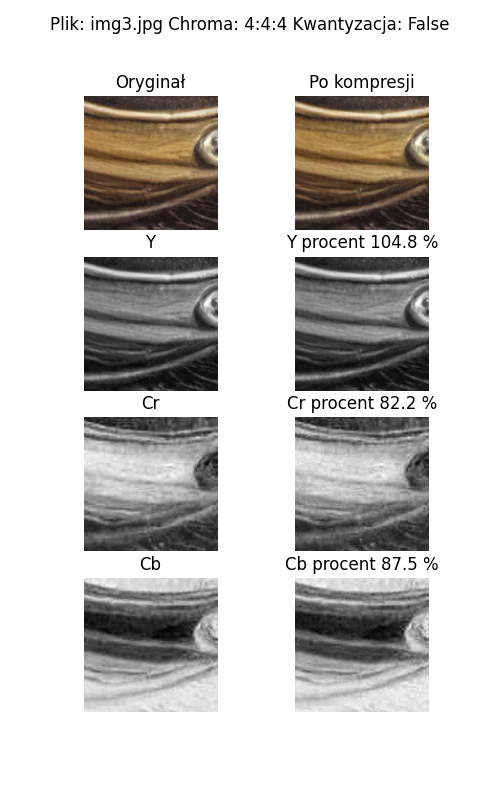 Plik: img3.jpg Chroma: 4:4:4 Kwantyzacja: False
Oryginał
Po kompresji
Y
Y procent 104.8 %
Cr
Cr procent 82.2 %
Cb
Cb procent 87.5 %